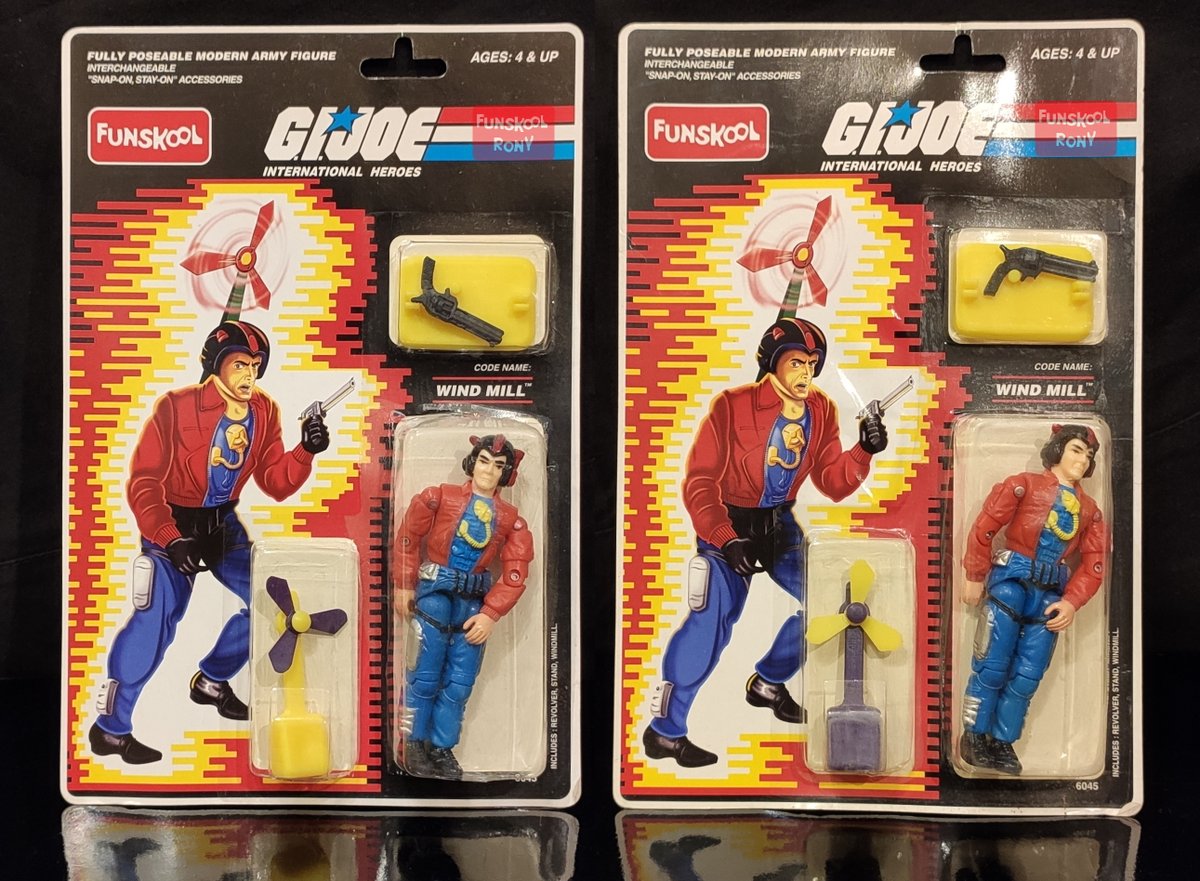 FULLY POSEABLE MODERN ARMY FIGURE
INTERCHANGEABLE
"SNAP-ON, STAY-ON" ACCESSORIES
AGES: 4 & UP
FUNSKOOL
G.I. JOE
INTERNATIONAL HEROES
FUNSKOOL
RONY
CODE NAME:
WIND MILL™
INCLUDES : REVOLVER, STAND, WINDMILL.
6045
FULLY POSEABLE MODERN ARMY FIGURE
INTERCHANGEABLE
"SNAP-ON, STAY-ON" ACCESSORIES
AGES: 4 & UP
FUNSKOOL
G.I. JOE
INTERNATIONAL HEROES
FUNSKOOL
RONY
CODE NAME:
WIND MILL™
INCLUDES : REVOLVER, STAND, WINDMILL.
6045